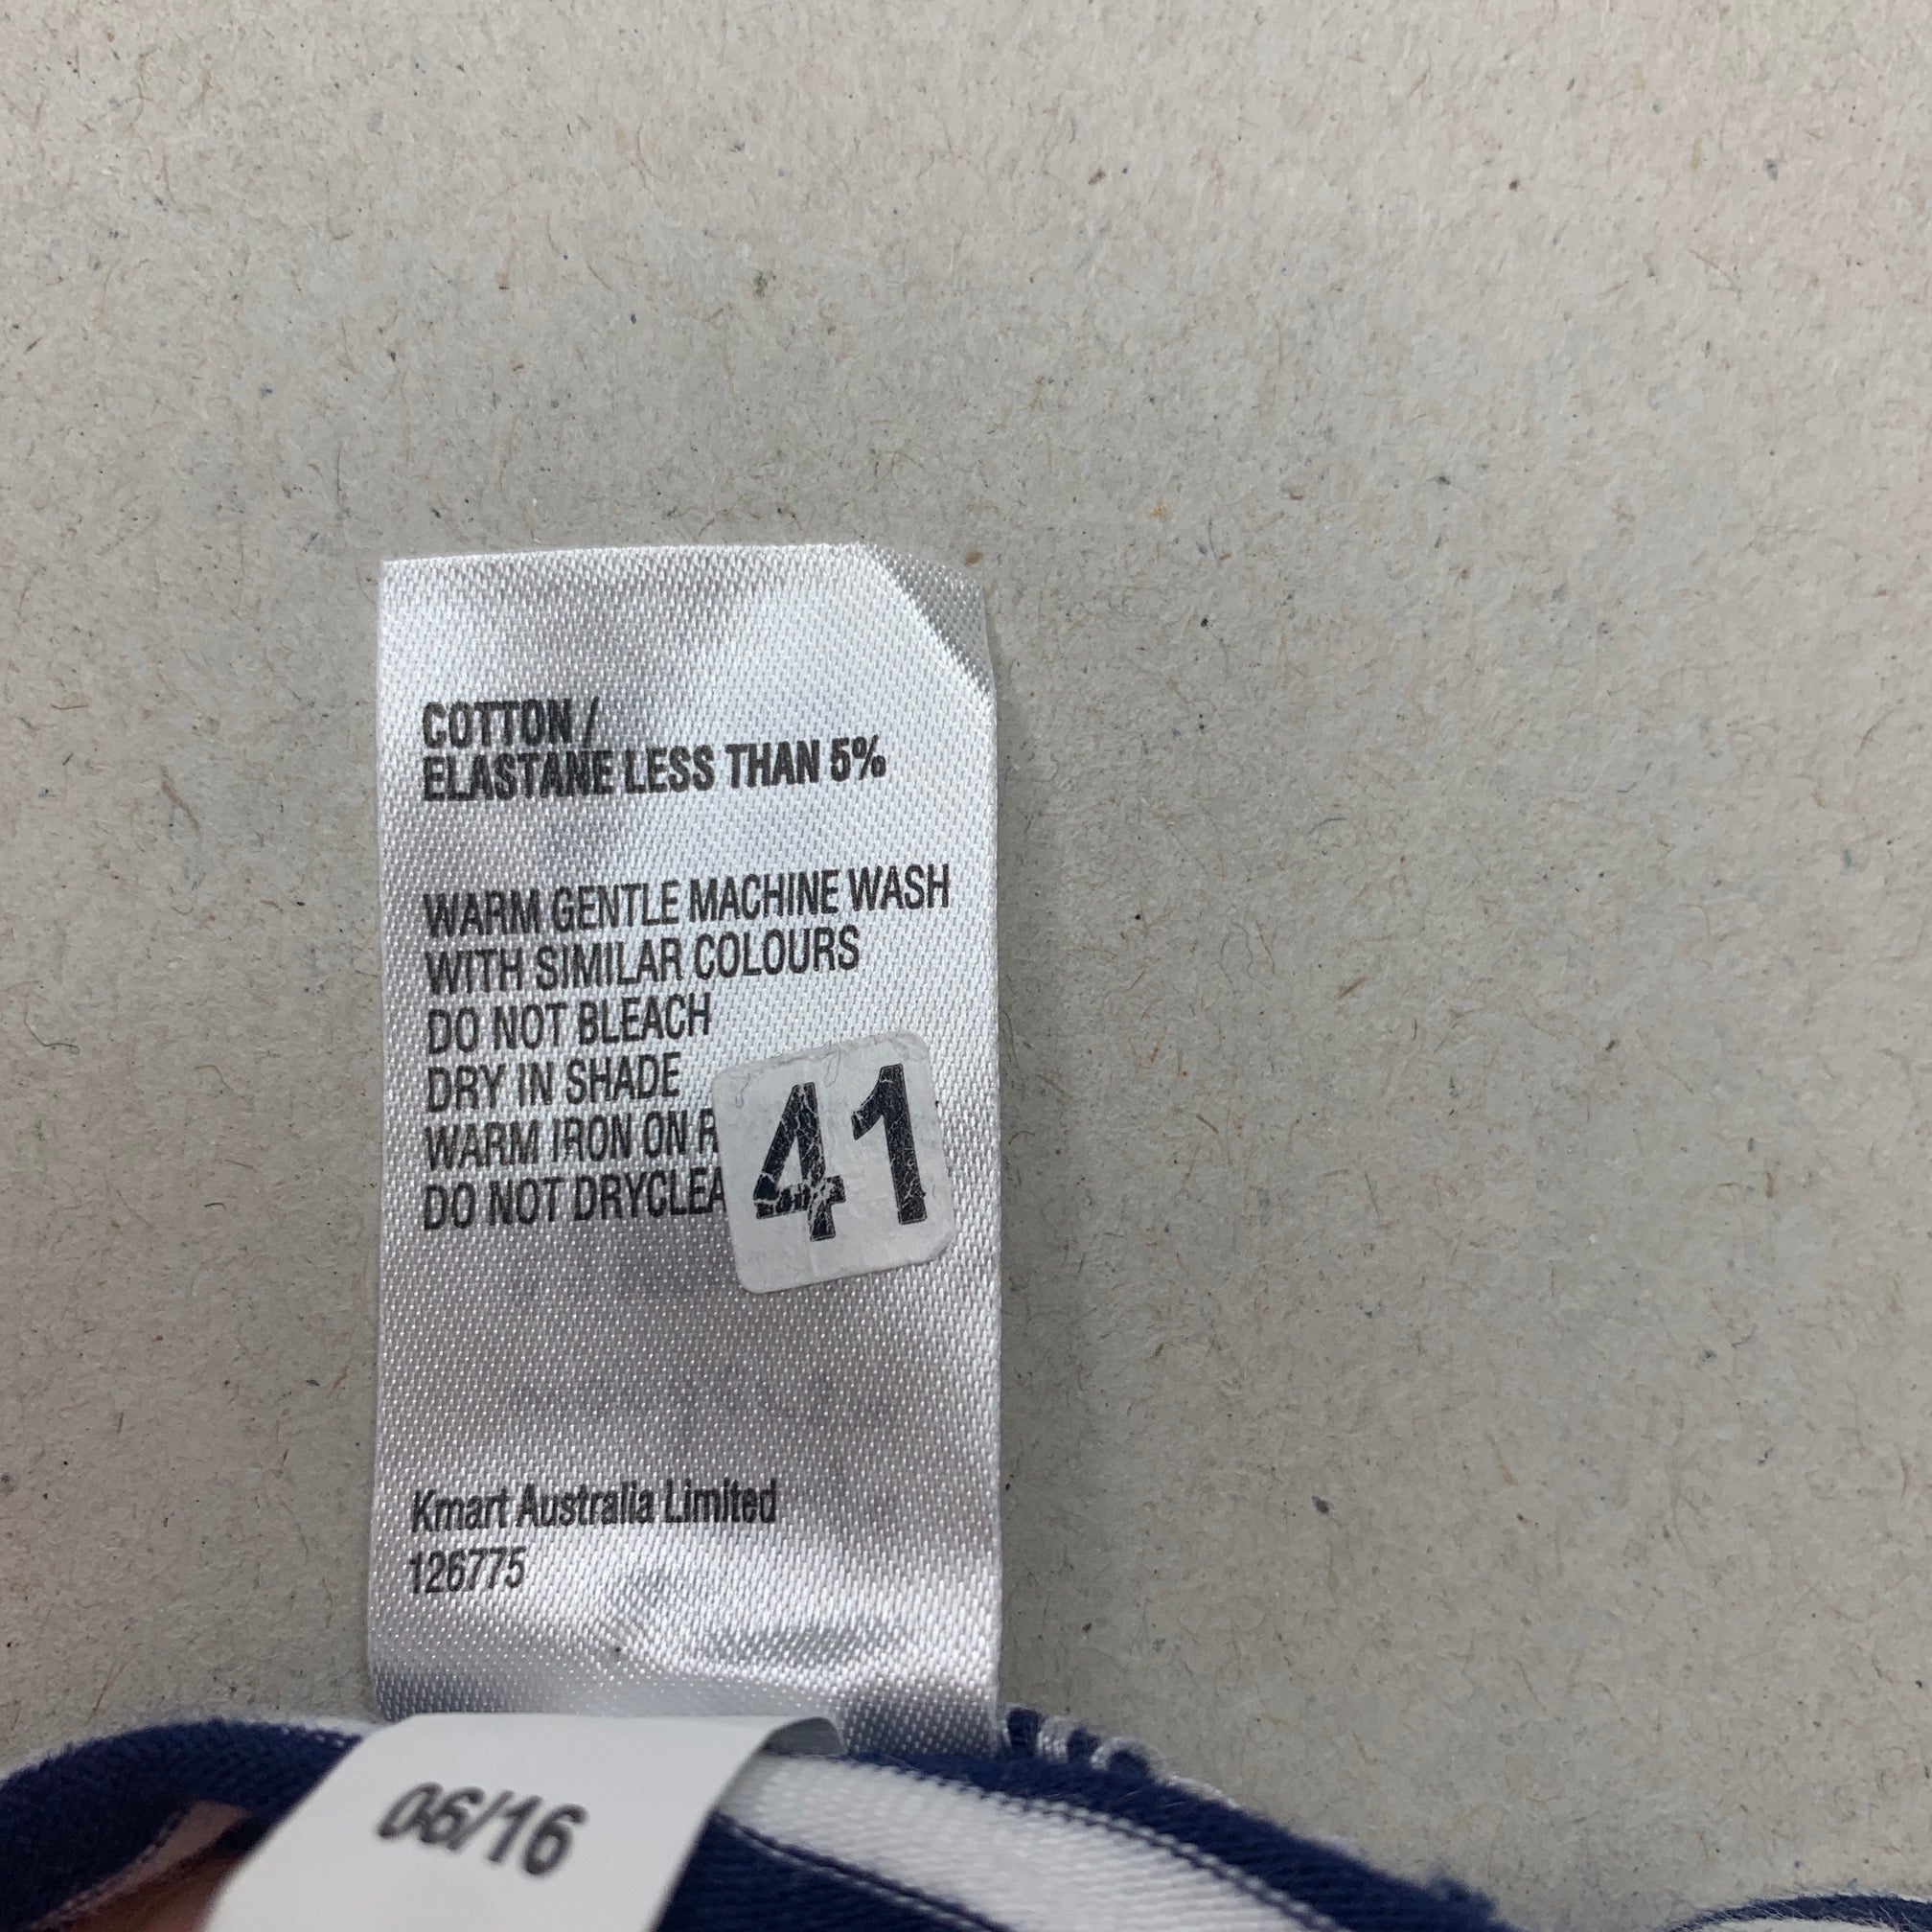 COTTON /
ELASTANE LESS THAN 5%
WARM GENTLE MACHINE WASH
WITH SIMILAR COLOURS
DO NOT BLEACH
DRY IN SHADE
WARM IRON ON
DO NOT
41
Kmart Australia Limited
126775
06/16